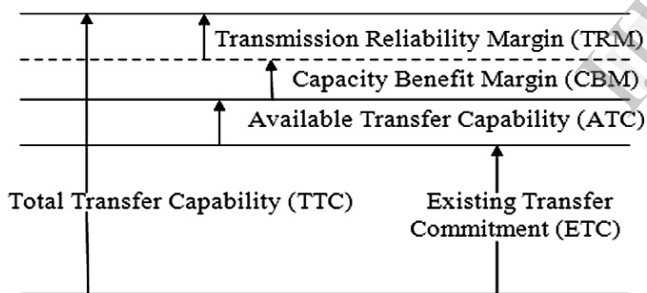 Transmission Reliability Margin (TRM)
Capacity Benefit Margin (CBM)
Available Transfer Capability (ATC)
Total Transfer Capability (TTC)
Existing Transfer
Commitment (ETC)